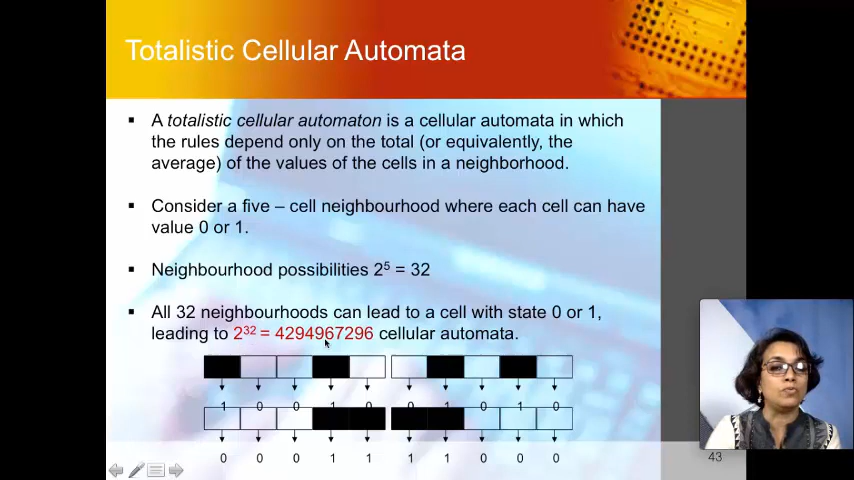 Totalistic Cellular Automata
▪ A totalistic cellular automaton is a cellular automata in which
the rules depend only on the total (or equivalently, the
average) of the values of the cells in a neighborhood.
▪ Consider a five – cell neighbourhood where each cell can have
value 0 or 1.
▪ Neighbourhood possibilities 2⁵ = 32
▪ All 32 neighbourhoods can lead to a cell with state 0 or 1,
leading to 2³² = 4294967296 cellular automata.
1 0 0 1 0 0 1 0 1 0
0 0 0 1 1 1 1 0 0 0
43